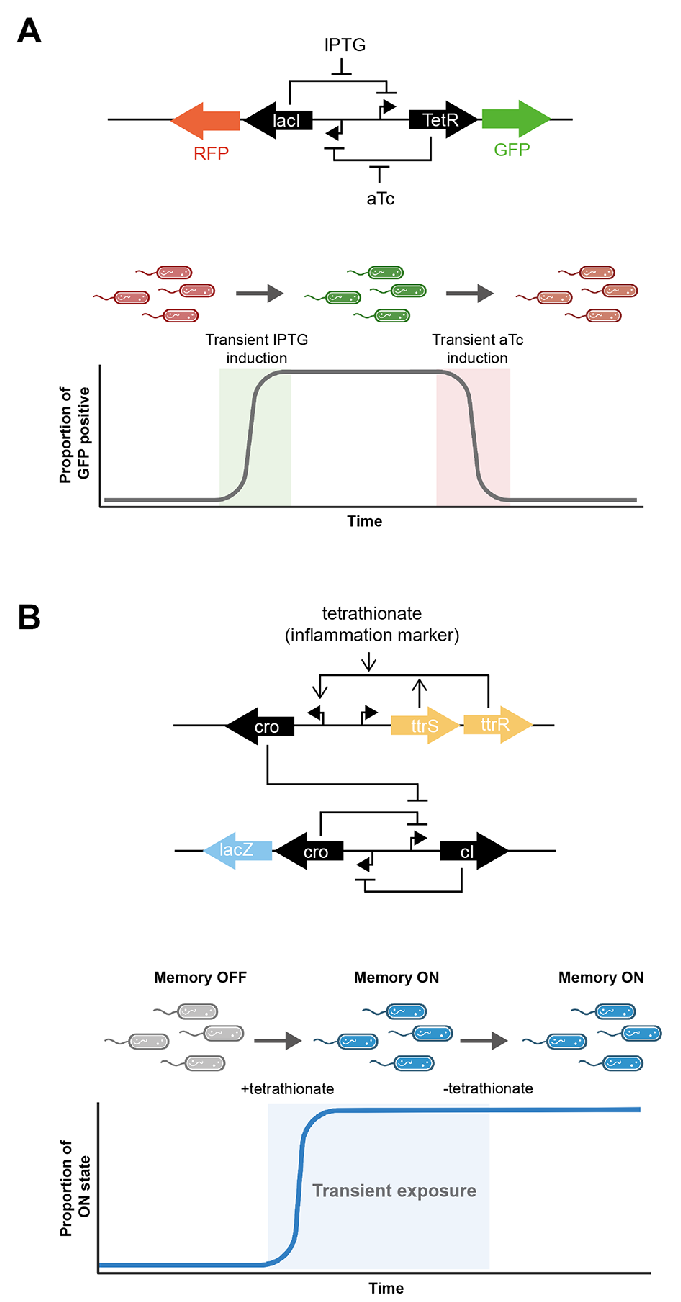 A
IPTG
lacI
TetR
RFP
GFP
aTc
Transient IPTG
induction
Transient aTc
induction
Proportion of
GFP positive
Time
B
tetrathionate
(inflammation marker)
cro
ttrS
ttrR
lacZ
cro
cI
Memory OFF
Memory ON
Memory ON
+tetrathionate
-tetrathionate
Proportion of
ON state
Transient exposure
Time